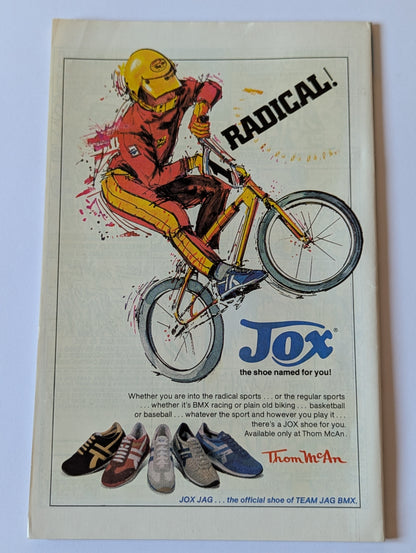 RADICAL!
Jox®
the shoe named for you!
Whether you are into the radical sports . . . or the regular sports
. . . whether it's BMX racing or plain old biking . . . basketball
or baseball . . . whatever the sport and however you play it . . .
there's a JOX shoe for you.
Available only at Thom McAn.
Thom McAn
JOX JAG . . . the official shoe of TEAM JAG BMX.